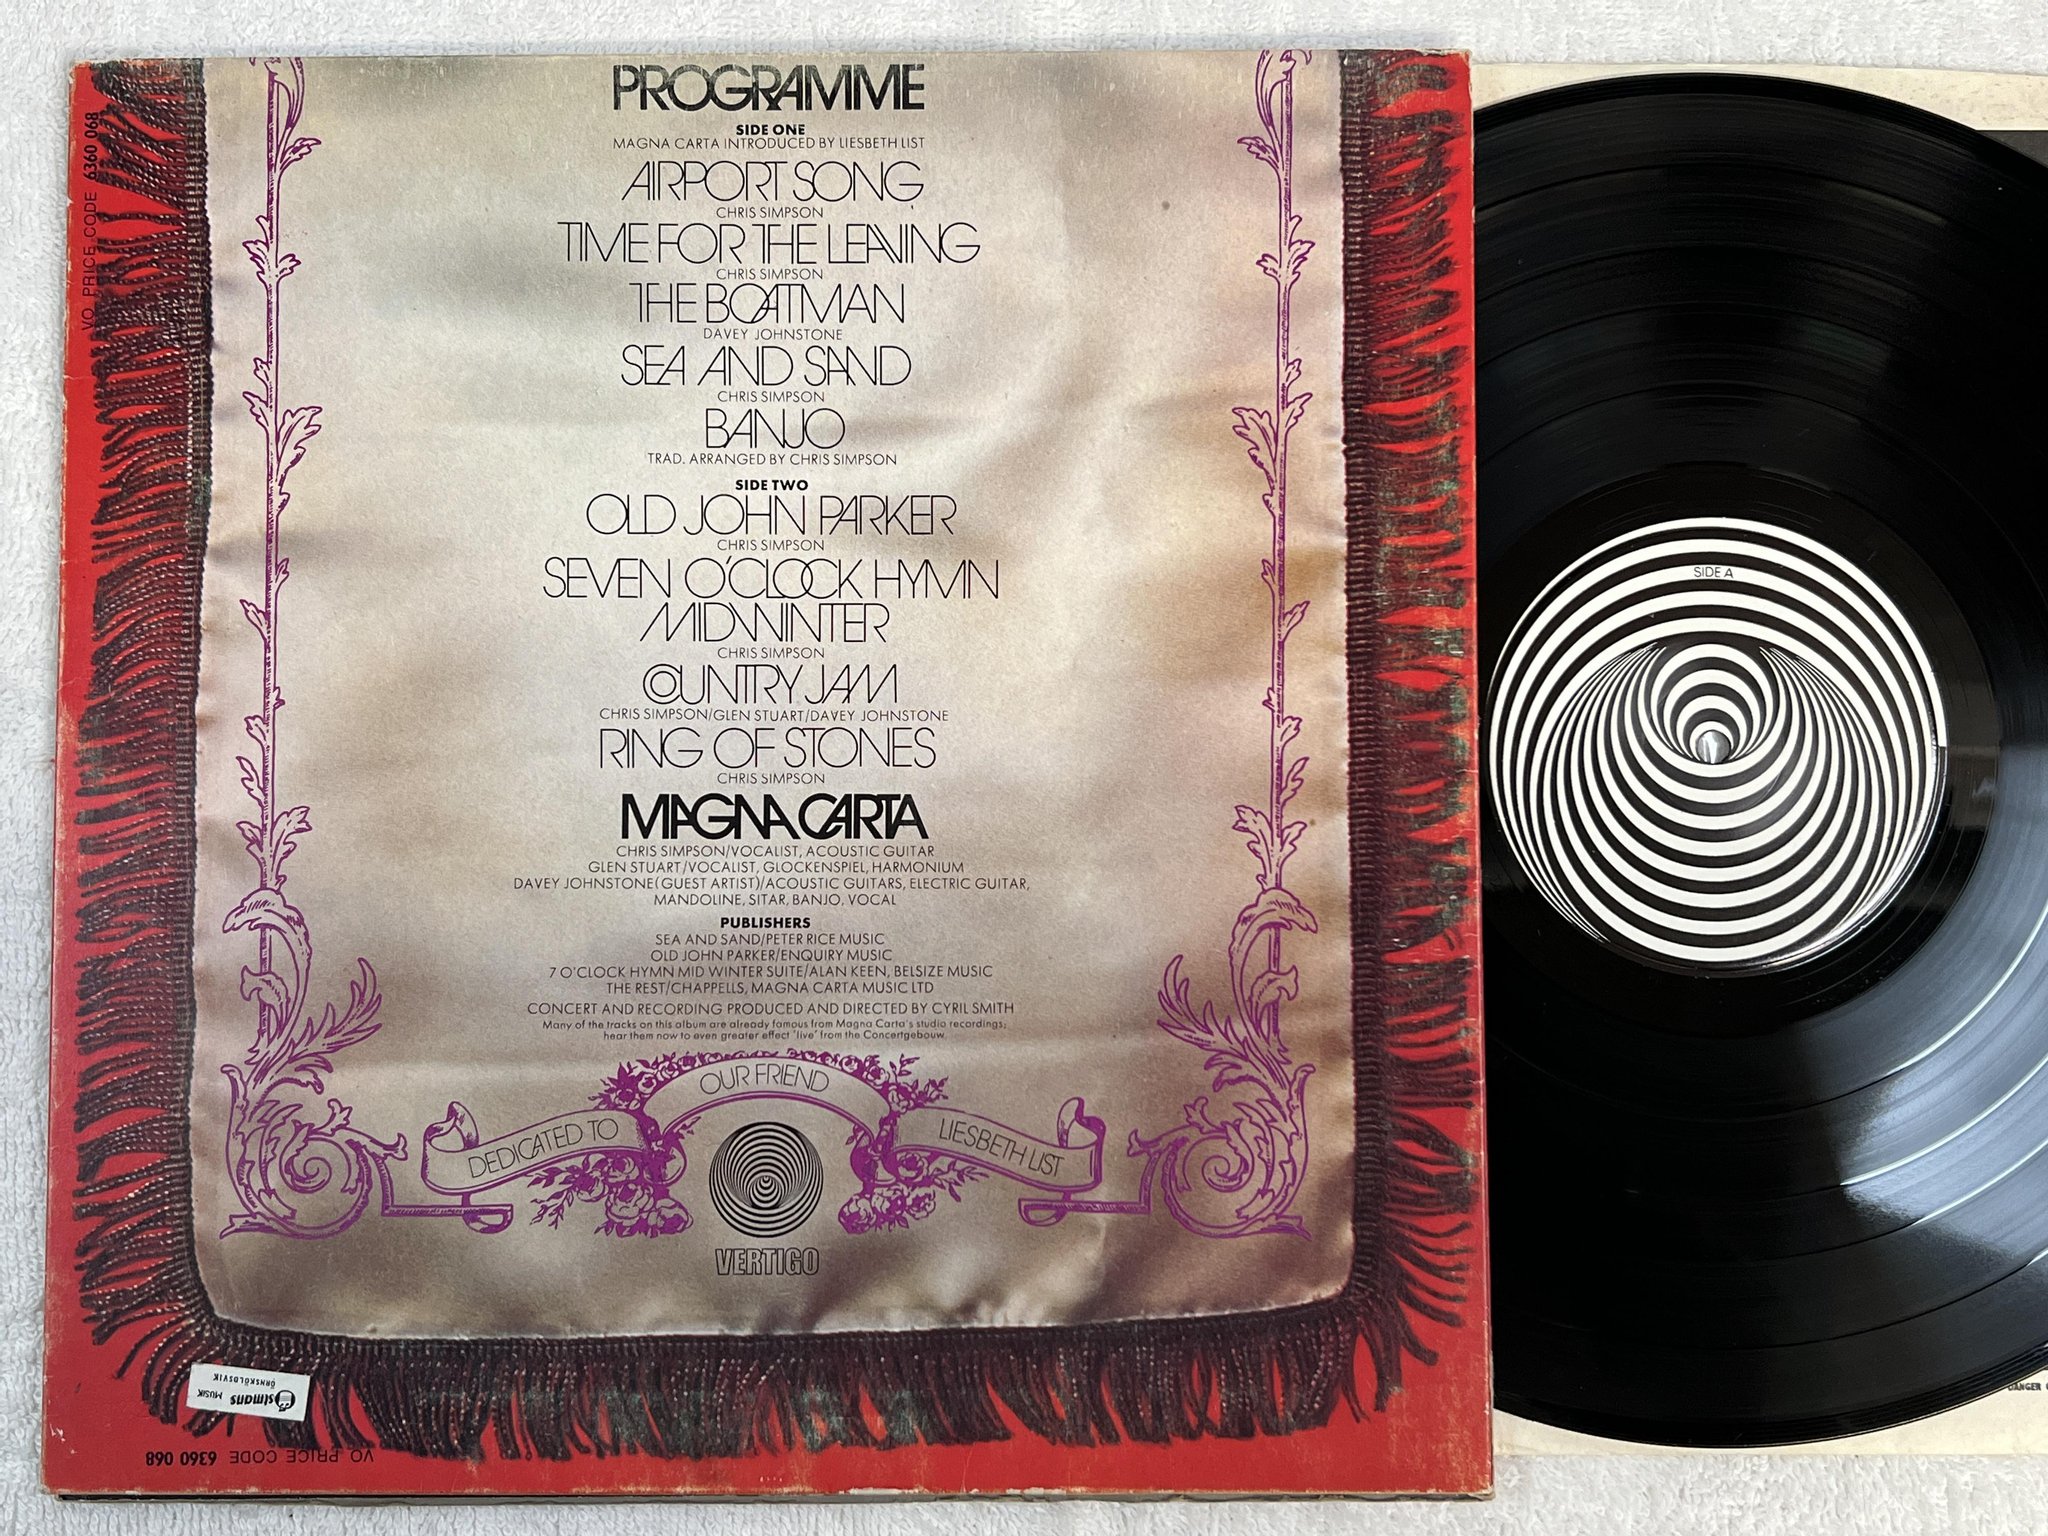 PROGRAMME
SIDE ONE
MAGNA CARTA INTRODUCED BY LIESBETH LIST
AIRPORT SONG
CHRIS SIMPSON
TIME FOR THE LEAVING
CHRIS SIMPSON
THE BOATMAN
DAVEY JOHNSTONE
SEA AND SAND
CHRIS SIMPSON
BANJO
TRAD. ARRANGED BY CHRIS SIMPSON
SIDE TWO
OLD JOHN PARKER
CHRIS SIMPSON
SEVEN O'CLOCK HYMN
MIDWINTER
CHRIS SIMPSON
COUNTRY JAM
CHRIS SIMPSON/GLEN STUART/DAVEY JOHNSTONE
RING OF STONES
CHRIS SIMPSON
MAGNA CARTA
CHRIS SIMPSON/VOCALIST, ACOUSTIC GUITAR
GLEN STUART/VOCALIST, GLOCKENSPIEL, HARMONIUM
DAVEY JOHNSTONE(GUEST ARTIST)/ACOUSTIC GUITARS, ELECTRIC GUITAR,
MANDOLINE, SITAR, BANJO, VOCAL
PUBLISHERS
SEA AND SAND/PETER RICE MUSIC
OLD JOHN PARKER/ENQUIRY MUSIC
7 O'CLOCK HYMN MID WINTER SUITE/ALAN KEEN, BELSIZE MUSIC
THE REST/CHAPPELLS, MAGNA CARTA MUSIC LTD
CONCERT AND RECORDING PRODUCED AND DIRECTED BY CYRIL SMITH
Many of the tracks on this album are already famous from Magna Carta's studio recordings;
hear them now to even greater effect 'live' from the Concertgebouw.
DEDICATED TO
OUR FRIEND
LIESBETH LIST
VERTIGO
VO PRICE CODE 6360 068
Östmans MUSIK
ÖRNSKÖLDSVIK
VO PRICE CODE 6360 068
SIDE A
DANGER